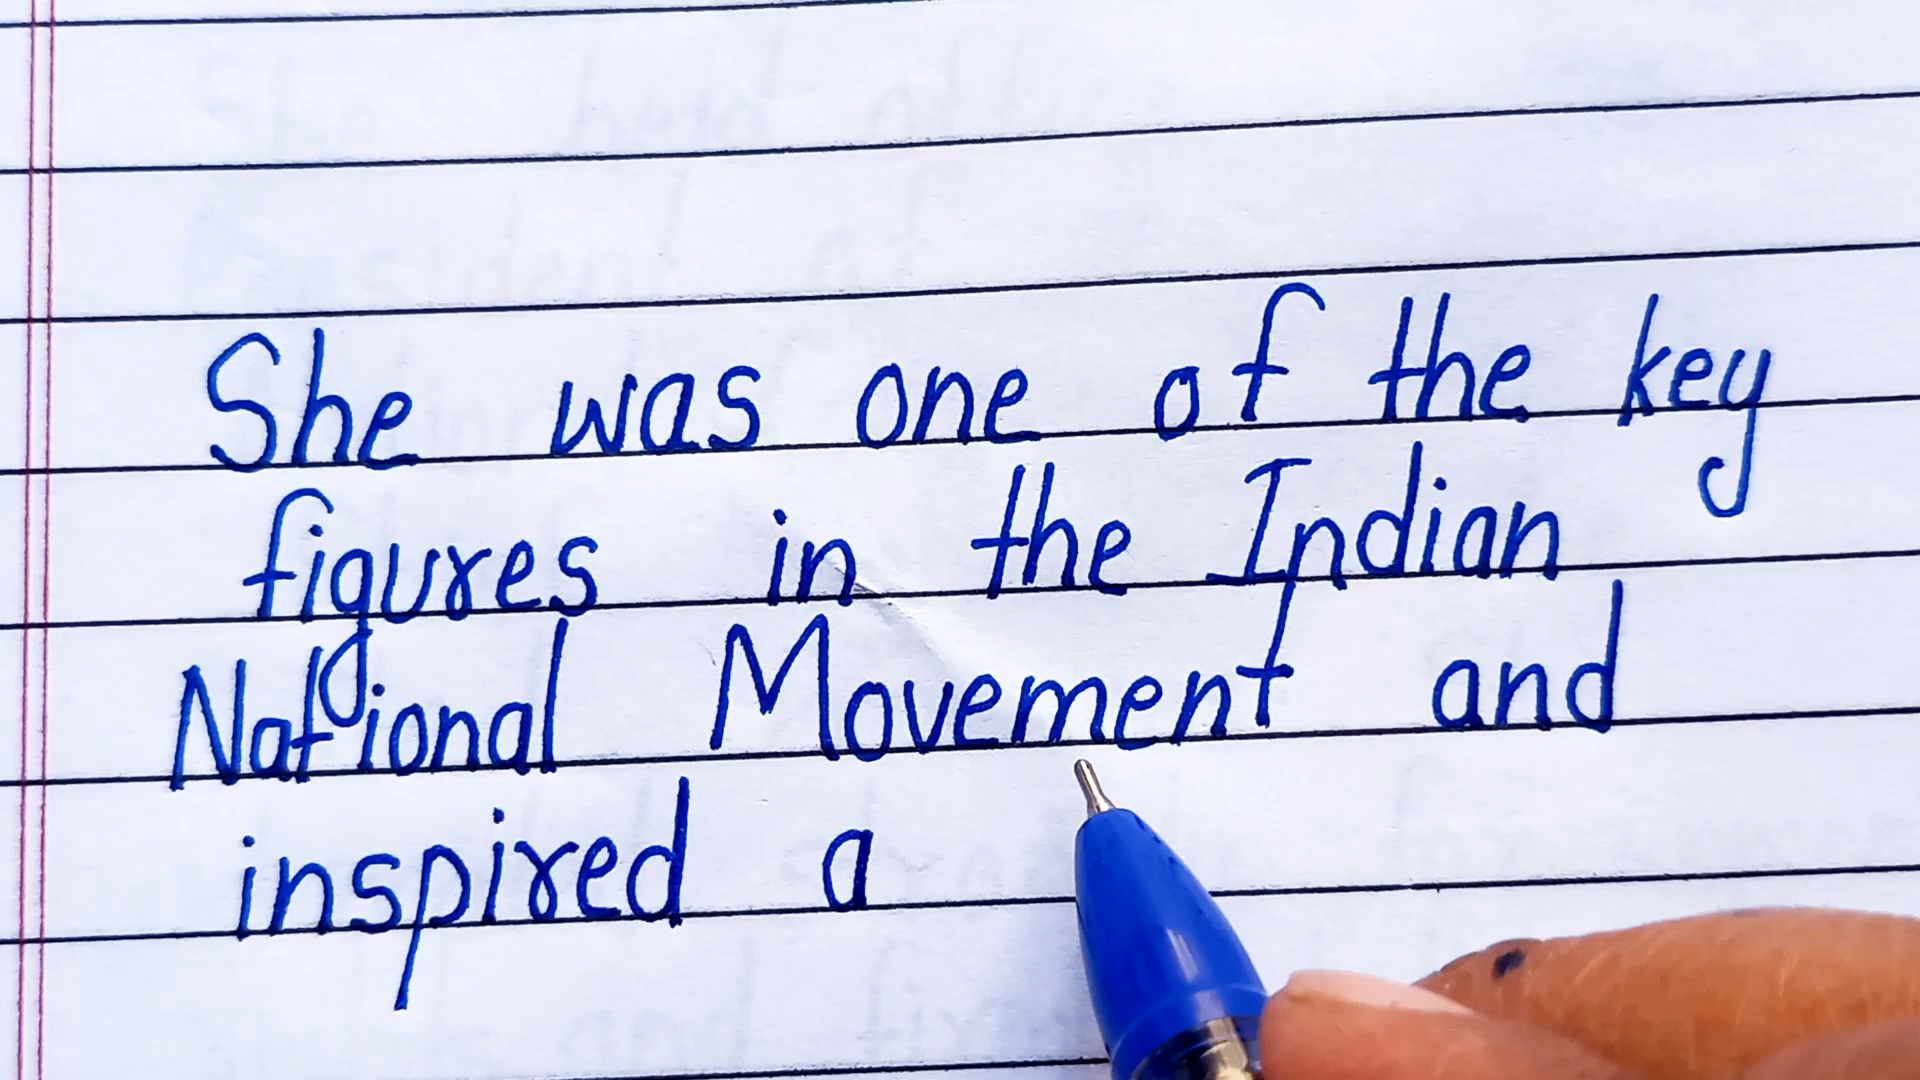 She was one of the key
figures in the Indian
National Movement and
inspired a